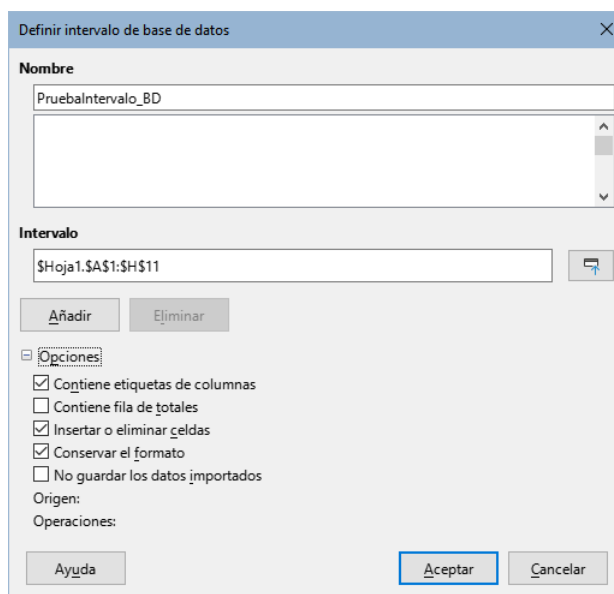 Definir intervalo de base de datos
Nombre
PruebaIntervalo_BD
Intervalo
$Hoja1.$A$1:$H$11
Añadir Eliminar
Opciones
Contiene etiquetas de columnas
Contiene fila de totales
Insertar o eliminar celdas
Conservar el formato
No guardar los datos importados
Origen:
Operaciones:
Ayuda Aceptar Cancelar